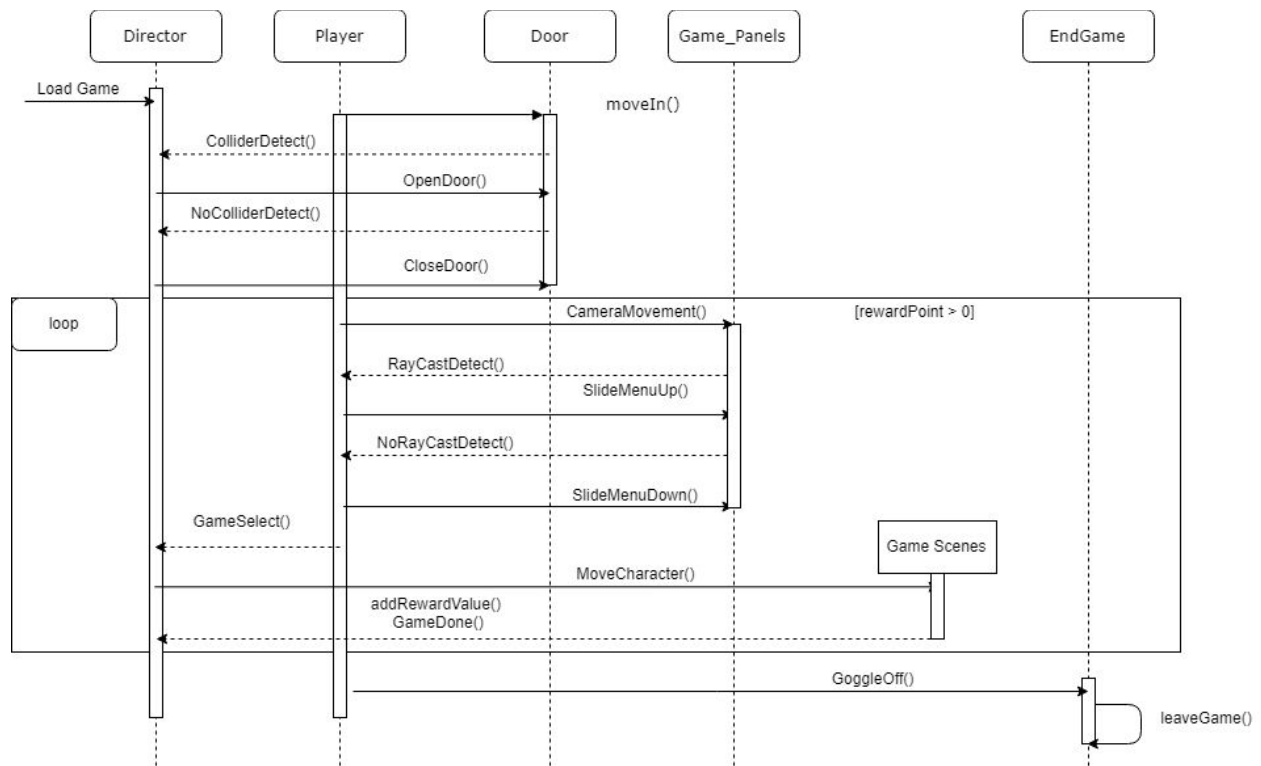 Director
Player
Door
Game_Panels
EndGame
Load Game
moveIn()
ColliderDetect()
OpenDoor()
NoColliderDetect()
CloseDoor()
loop
CameraMovement()
[rewardPoint > 0]
RayCastDetect()
SlideMenuUp()
NoRayCastDetect()
SlideMenuDown()
GameSelect()
Game Scenes
MoveCharacter()
addRewardValue()
GameDone()
GoggleOff()
leaveGame()